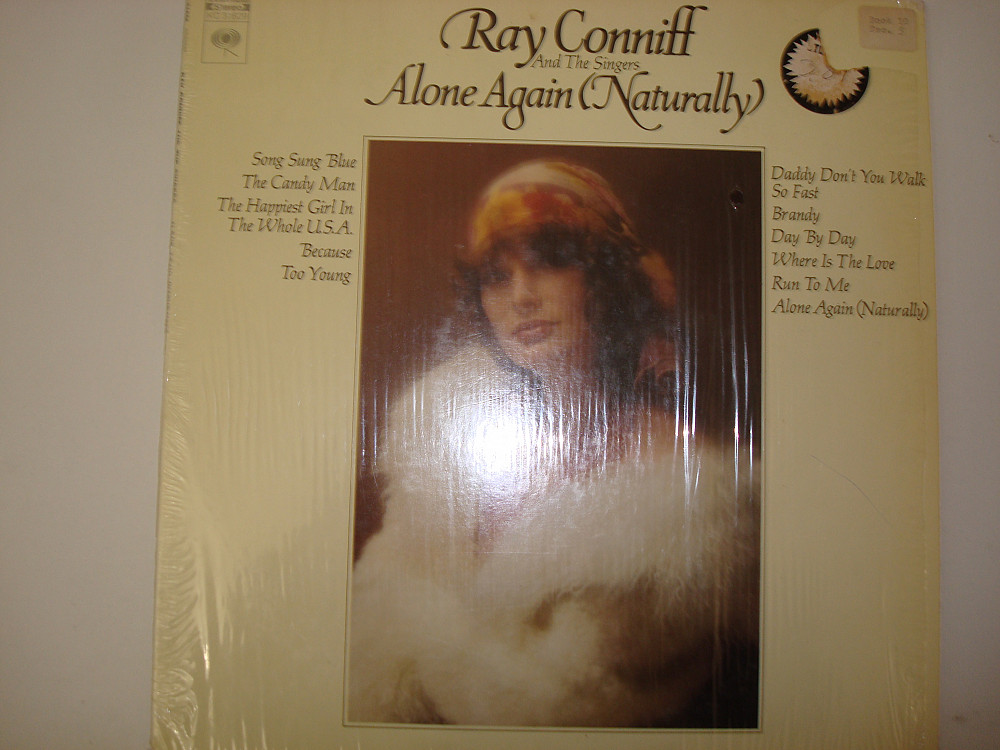 Stereo
Ray Conniff
And The Singers
Alone Again (Naturally)
Song Sung Blue
The Candy Man
The Happiest Girl In
The Whole U.S.A.
Because
Too Young
Daddy Don't You Walk
So Fast
Brandy
Day By Day
Where Is The Love
Run To Me
Alone Again (Naturally)